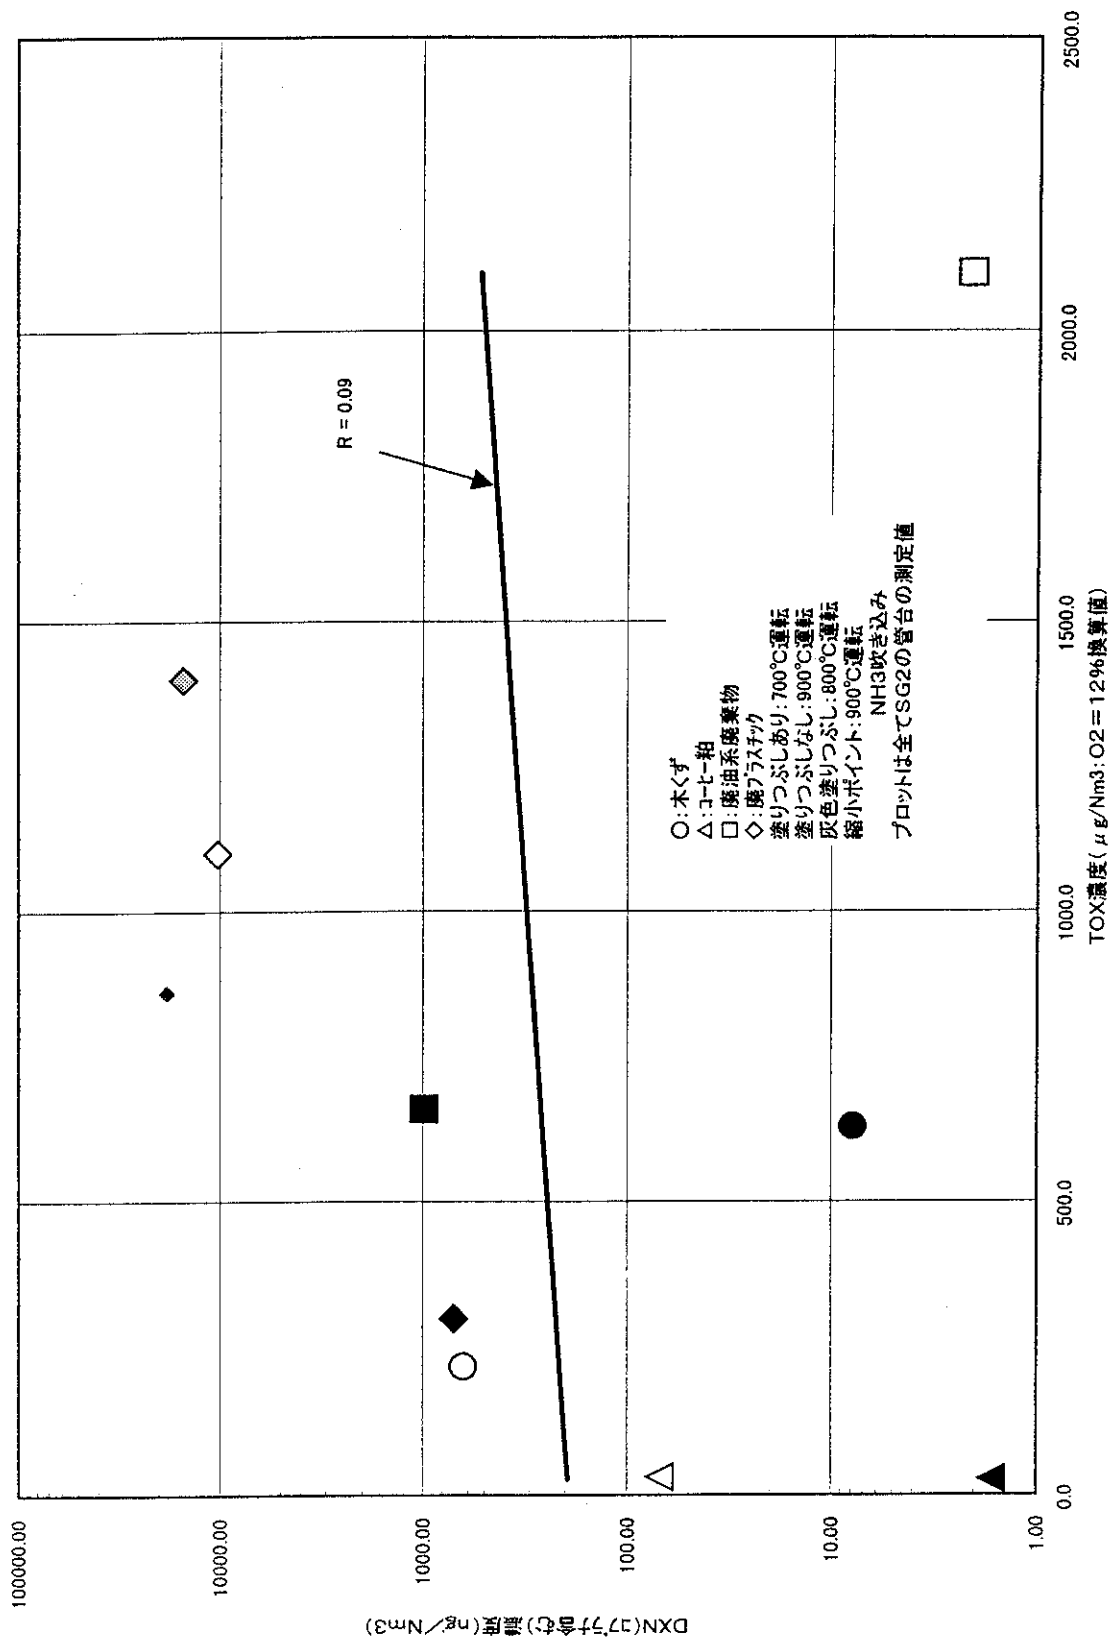 DXN(コプラナ含む)濃度(ng/Nm3)
100000.00
10000.00
1000.00
100.00
10.00
1.00
R = 0.09
○:木くず
△:コーヒー粕
□:廃油系廃棄物
◇:廃プラスチック
塗りつぶしあり:700℃運転
塗りつぶしなし:900℃運転
灰色塗りつぶし:800℃運転
縮小ポイント:900℃運転
NH3吹き込み
プロットは全てSG2の管台の測定値
0.0
500.0
1000.0
1500.0
2000.0
2500.0
TOX濃度(μg/Nm3:O2=12%換算値)